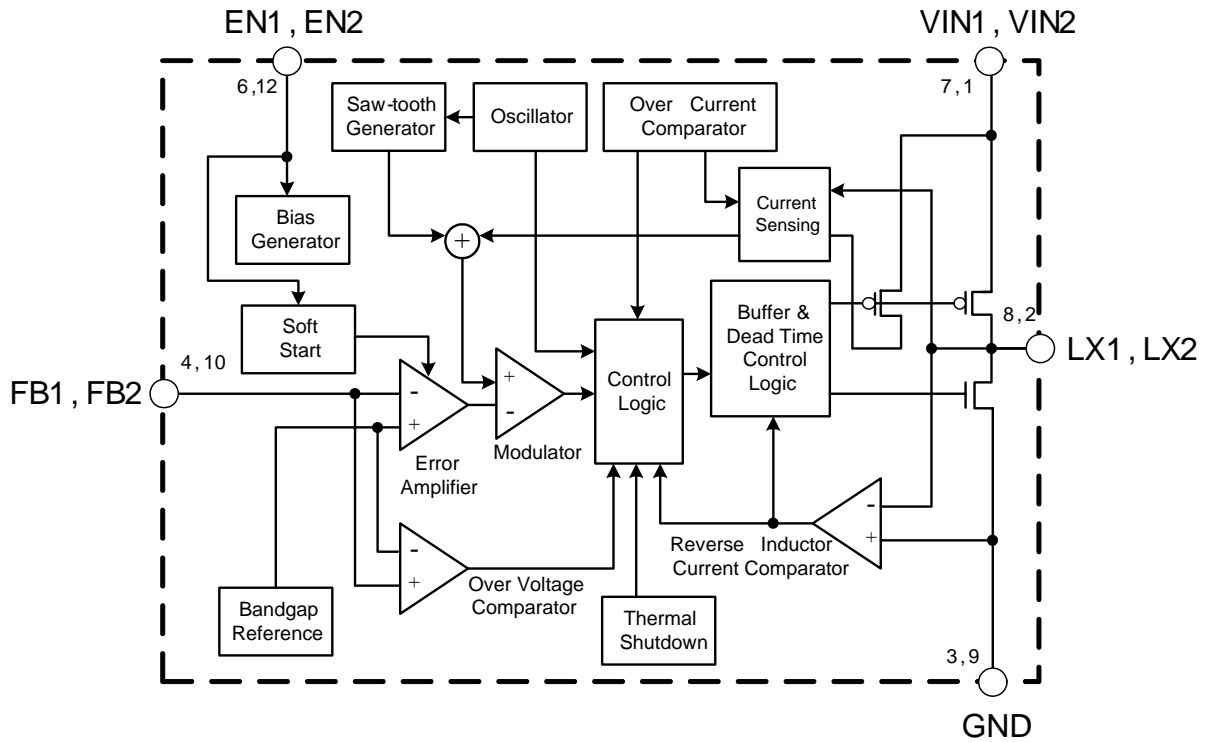 EN1 , EN2
VIN1 , VIN2
6 ,12
7 ,1
Saw-tooth
Generator
Oscillator
Over Current
Comparator
Bias
Generator
+
Current
Sensing
Soft
Start
Buffer &
Dead Time
Control
Logic
8 , 2
LX1 , LX2
4 , 10
FB1 , FB2
-
+
Error
Amplifier
+
-
Modulator
Control
Logic
-
+
Reverse Inductor
Current Comparator
-
+
Over Voltage
Comparator
Bandgap
Reference
Thermal
Shutdown
3 , 9
GND